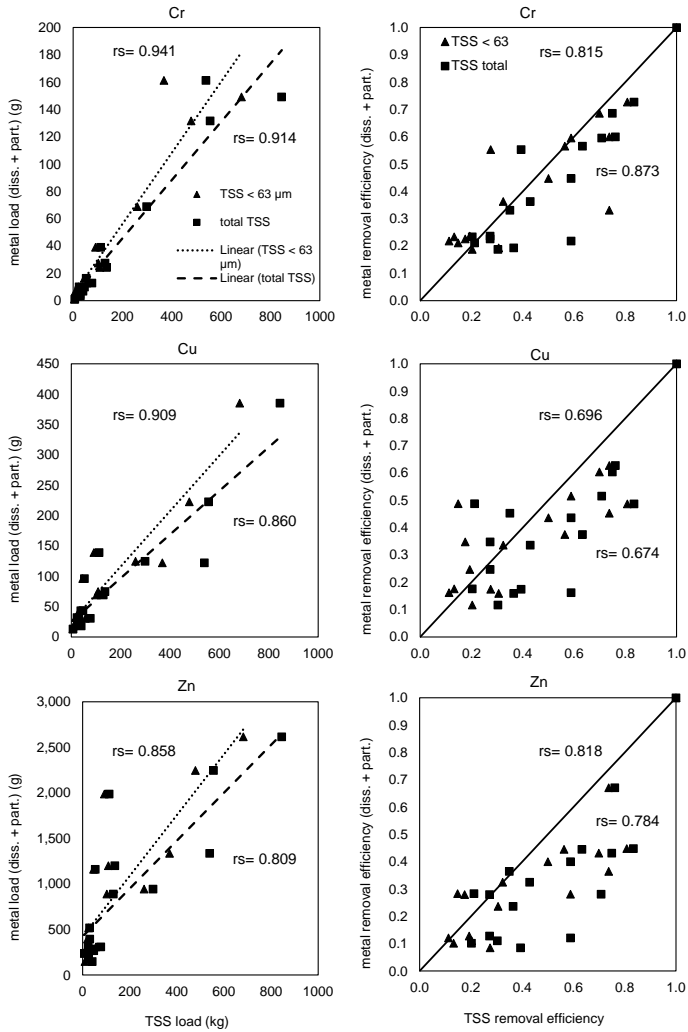 Cr
metal load (diss. + part.) (g)
200
180
160
140
120
100
80
60
40
20
0
rs= 0.941
rs= 0.914
TSS < 63 µm
total TSS
Linear (TSS < 63
µm)
Linear (total TSS)
0 200 400 600 800 1000
Cr
metal removal efficiency (diss. + part.)
1.0
0.9
0.8
0.7
0.6
0.5
0.4
0.3
0.2
0.1
0.0
TSS < 63
TSS total
rs= 0.815
rs= 0.873
0.0 0.2 0.4 0.6 0.8 1.0
Cu
metal load (diss. + part.) (g)
450
400
350
300
250
200
150
100
50
0
rs= 0.909
rs= 0.860
0 200 400 600 800 1000
Cu
metal removal efficiency (diss. + part.)
1.0
0.9
0.8
0.7
0.6
0.5
0.4
0.3
0.2
0.1
0.0
rs= 0.696
rs= 0.674
0.0 0.2 0.4 0.6 0.8 1.0
Zn
metal load (diss. + part.) (g)
3,000
2,500
2,000
1,500
1,000
500
0
rs= 0.858
rs= 0.809
0 200 400 600 800 1000
TSS load (kg)
Zn
metal removal efficiency (diss. + part.)
1.0
0.9
0.8
0.7
0.6
0.5
0.4
0.3
0.2
0.1
0.0
rs= 0.818
rs= 0.784
0.0 0.2 0.4 0.6 0.8 1.0
TSS removal efficiency